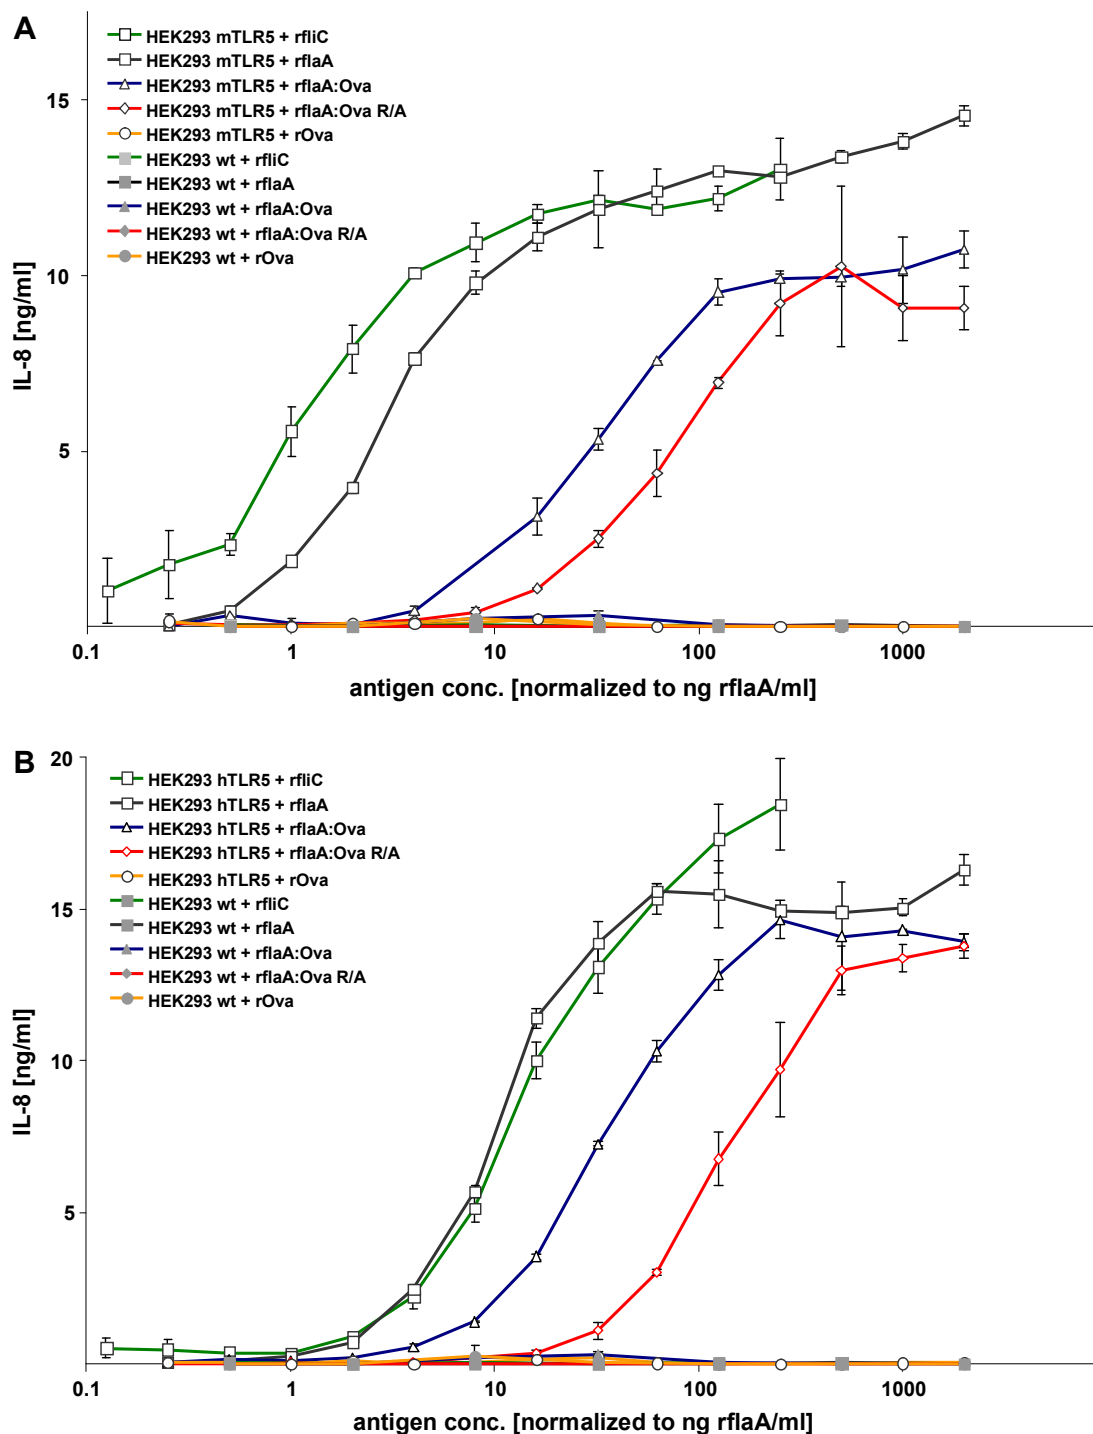 A
HEK293 mTLR5 + rfliC
HEK293 mTLR5 + rflaA
HEK293 mTLR5 + rflaA:Ova
HEK293 mTLR5 + rflaA:Ova R/A
HEK293 mTLR5 + rOva
HEK293 wt + rfliC
HEK293 wt + rflaA
HEK293 wt + rflaA:Ova
HEK293 wt + rflaA:Ova R/A
HEK293 wt + rOva
15
10
5
IL-8 [ng/ml]
0.1 1 10 100 1000
antigen conc. [normalized to ng rflaA/ml]
B
20
HEK293 hTLR5 + rfliC
HEK293 hTLR5 + rflaA
HEK293 hTLR5 + rflaA:Ova
HEK293 hTLR5 + rflaA:Ova R/A
HEK293 hTLR5 + rOva
HEK293 wt + rfliC
HEK293 wt + rflaA
HEK293 wt + rflaA:Ova
HEK293 wt + rflaA:Ova R/A
HEK293 wt + rOva
15
10
5
IL-8 [ng/ml]
0.1 1 10 100 1000
antigen conc. [normalized to ng rflaA/ml]